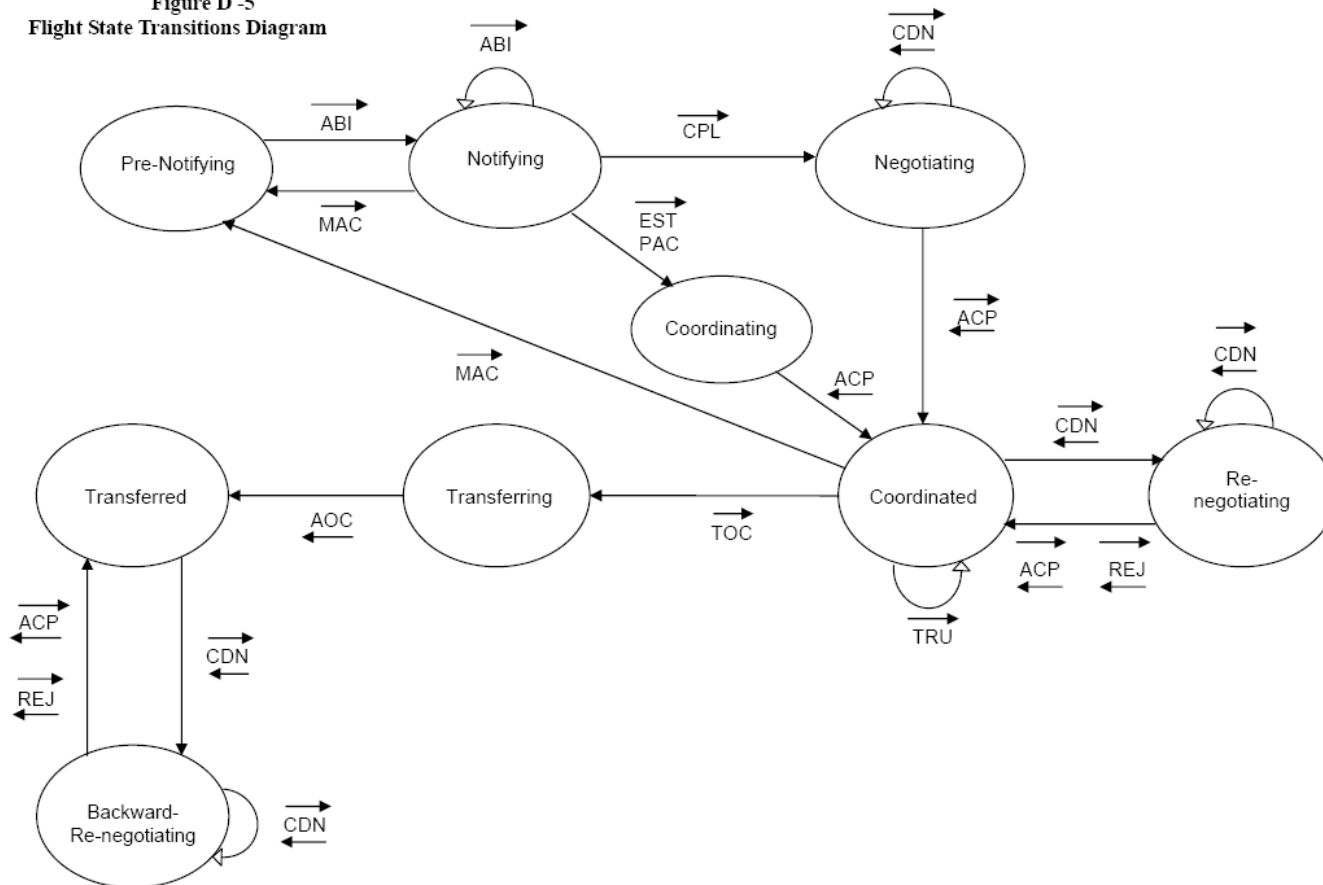 Figure D -5
Flight State Transitions Diagram
ABI
CDN
ABI
CPL
Pre-Notifying
Notifying
Negotiating
MAC
EST
PAC
Coordinating
ACP
MAC
ACP
CDN
CDN
Transferred
Transferring
Coordinated
Re-
negotiating
AOC
TOC
ACP
REJ
TRU
ACP
CDN
REJ
Backward-
Re-negotiating
CDN